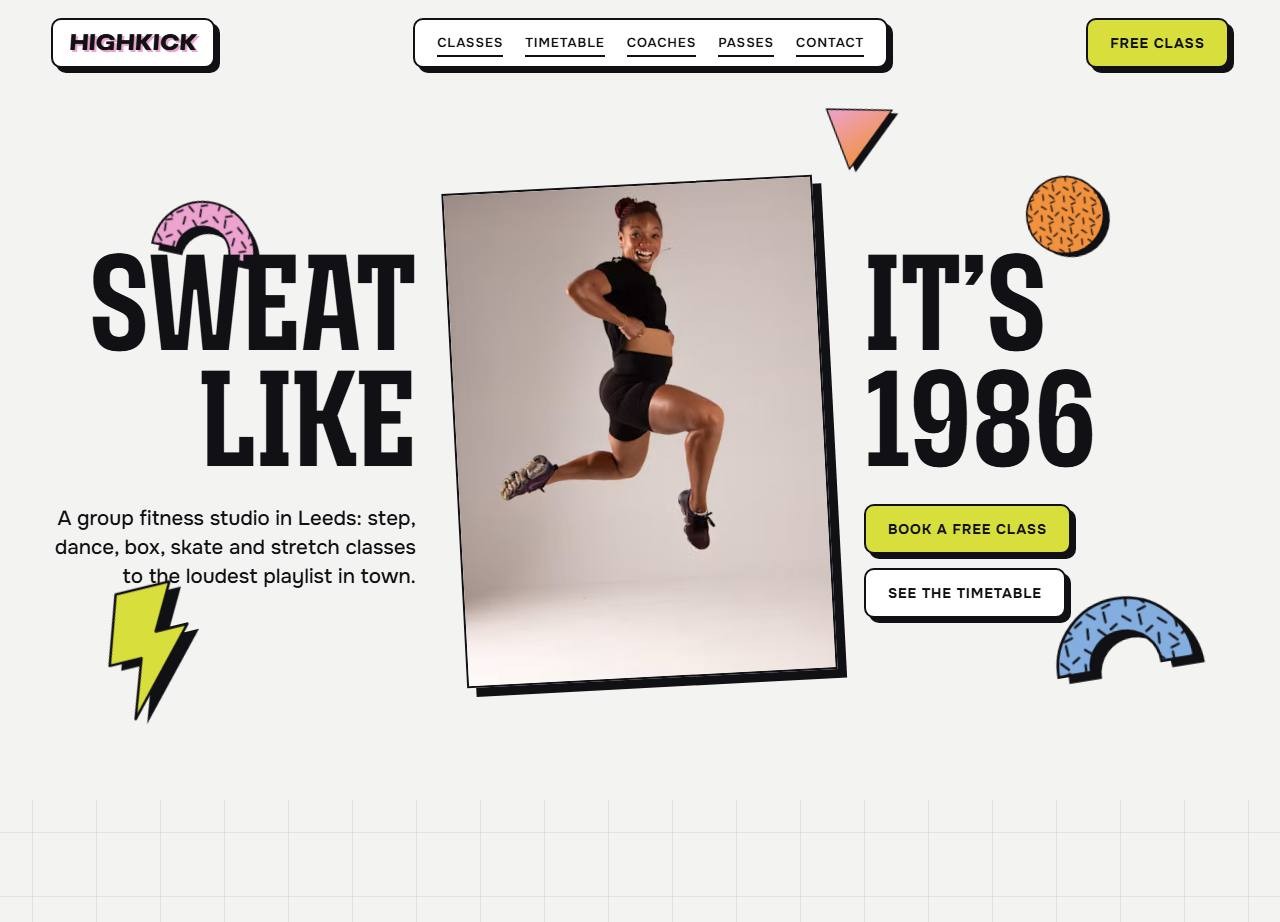 HIGHKICK
CLASSES TIMETABLE COACHES PASSES CONTACT
FREE CLASS
SWEAT
LIKE
IT’S
1986
A group fitness studio in Leeds: step,
dance, box, skate and stretch classes
to the loudest playlist in town.
BOOK A FREE CLASS
SEE THE TIMETABLE